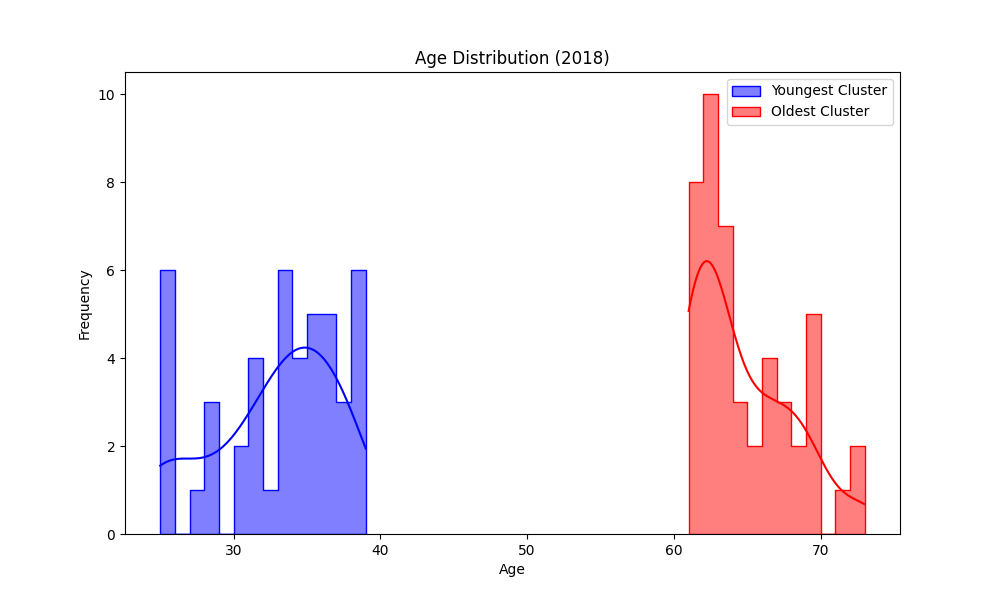 Age Distribution (2018)
Youngest Cluster
Oldest Cluster
10
8
6
4
2
0
Frequency
30 40 50 60 70
Age